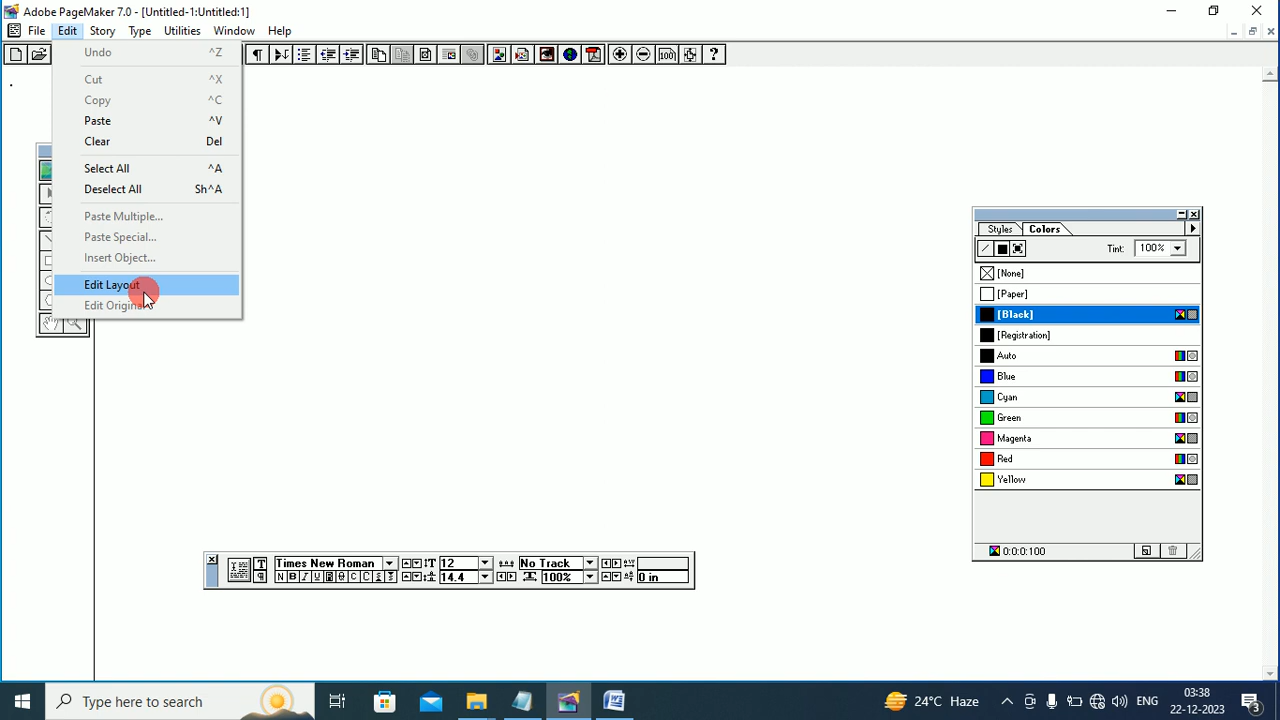 Adobe PageMaker 7.0 - [Untitled-1:Untitled:1]
File Edit Story Type Utilities Window Help
Undo ^Z
Cut ^X
Copy ^C
Paste ^V
Clear Del
Select All ^A
Deselect All Sh^A
Paste Multiple...
Paste Special...
Insert Object...
Edit Layout
Edit Original
Styles Colors
Tint: 100%
[None]
[Paper]
[Black]
[Registration]
Auto
Blue
Cyan
Green
Magenta
Red
Yellow
0:0:0:100
Times New Roman 12 No Track
14.4 100% 0 in
Type here to search 24°C Haze ENG 03:38
22-12-2023 3